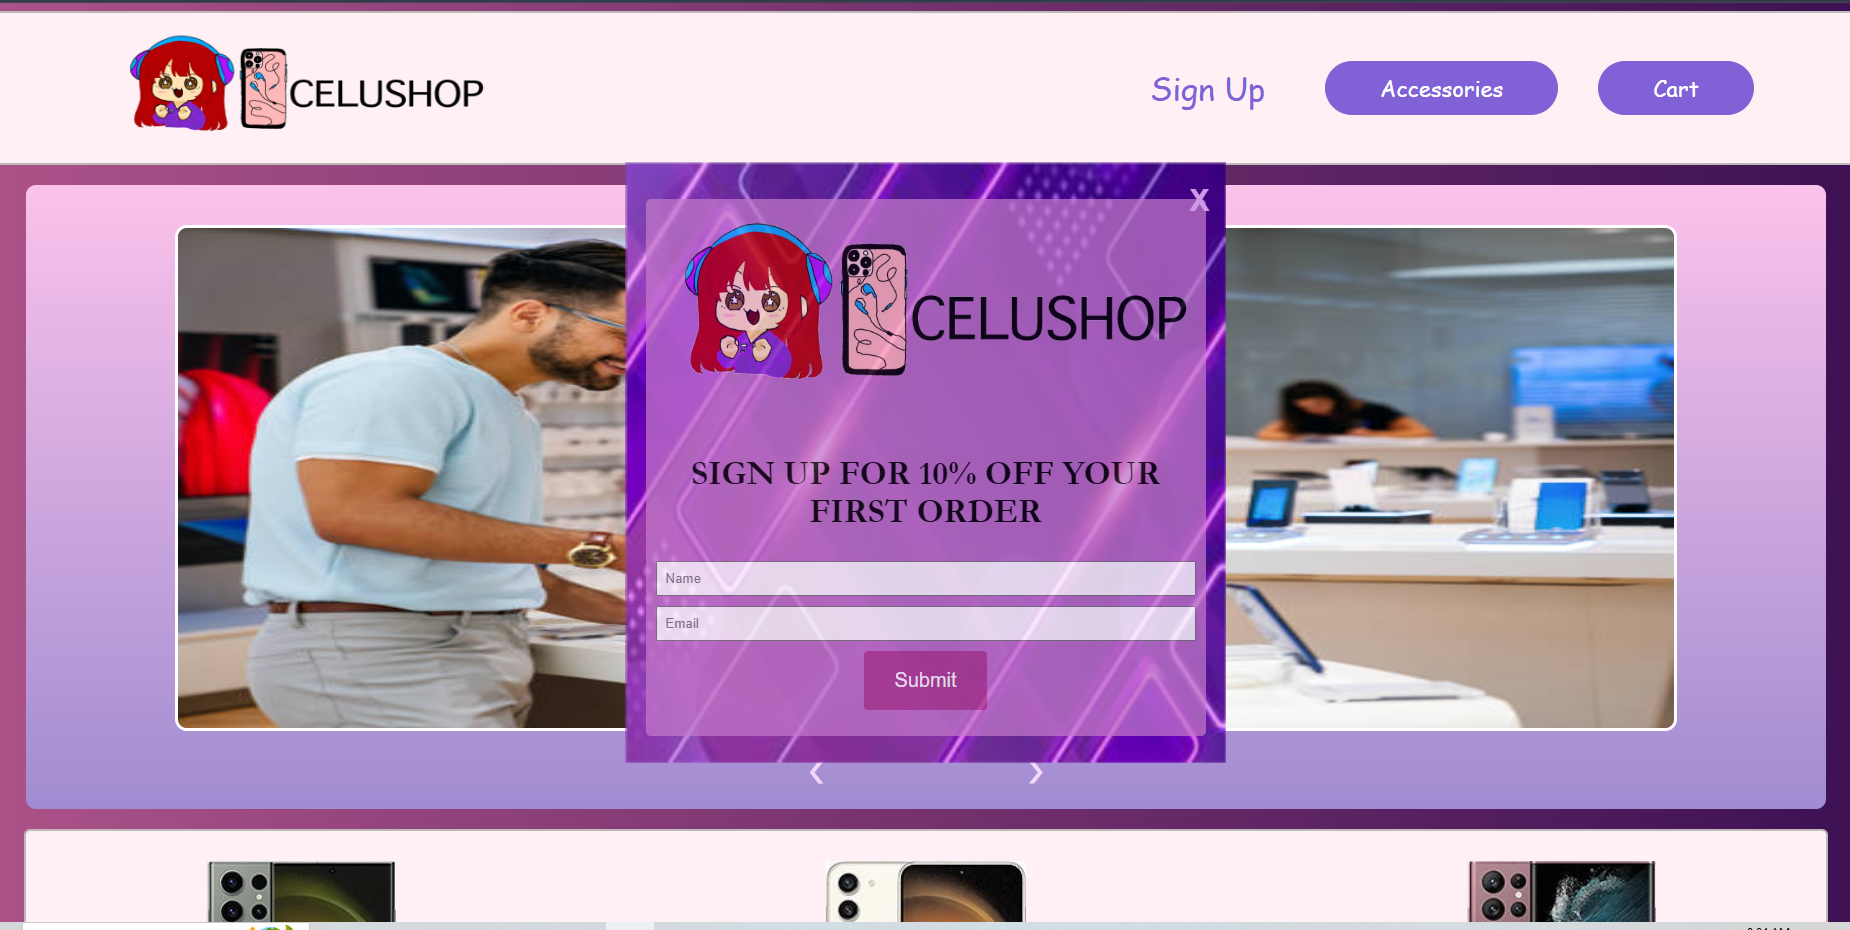 CELUSHOP
Sign Up
Accessories
Cart
X
CELUSHOP
SIGN UP FOR 10% OFF YOUR
FIRST ORDER
Name
Email
Submit